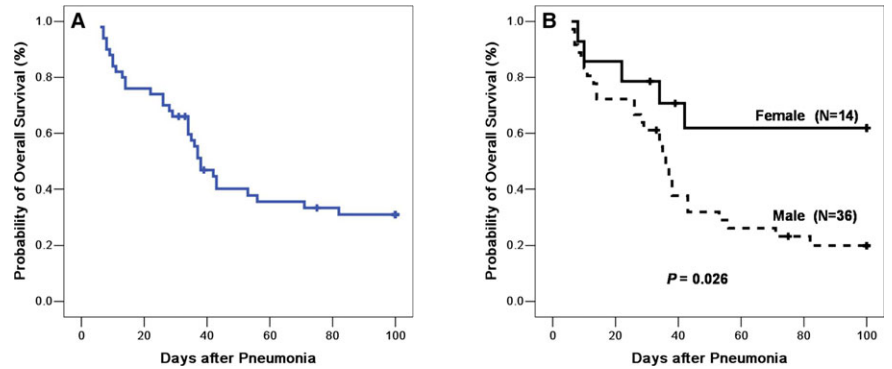 A
Probability of Overall Survival (%)
1.0
0.8
0.6
0.4
0.2
0.0
0
20
40
60
80
100
Days after Pneumonia
B
Probability of Overall Survival (%)
1.0
0.8
0.6
0.4
0.2
0.0
Female (N=14)
Male (N=36)
P = 0.026
0
20
40
60
80
100
Days after Pneumonia